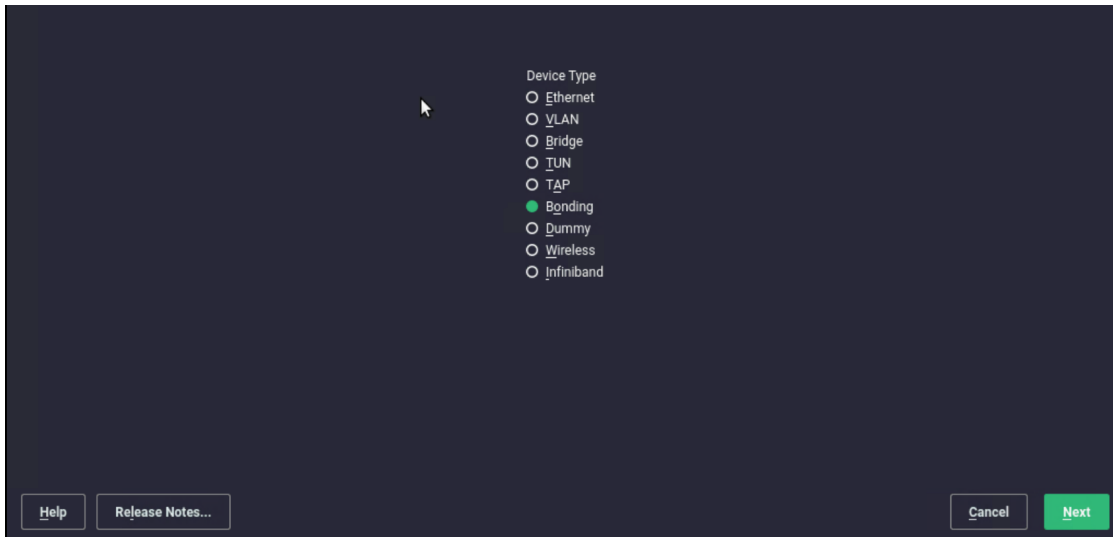 Device Type
Ethernet
VLAN
Bridge
TUN
TAP
Bonding
Dummy
Wireless
Infiniband
Help Release Notes... Cancel Next